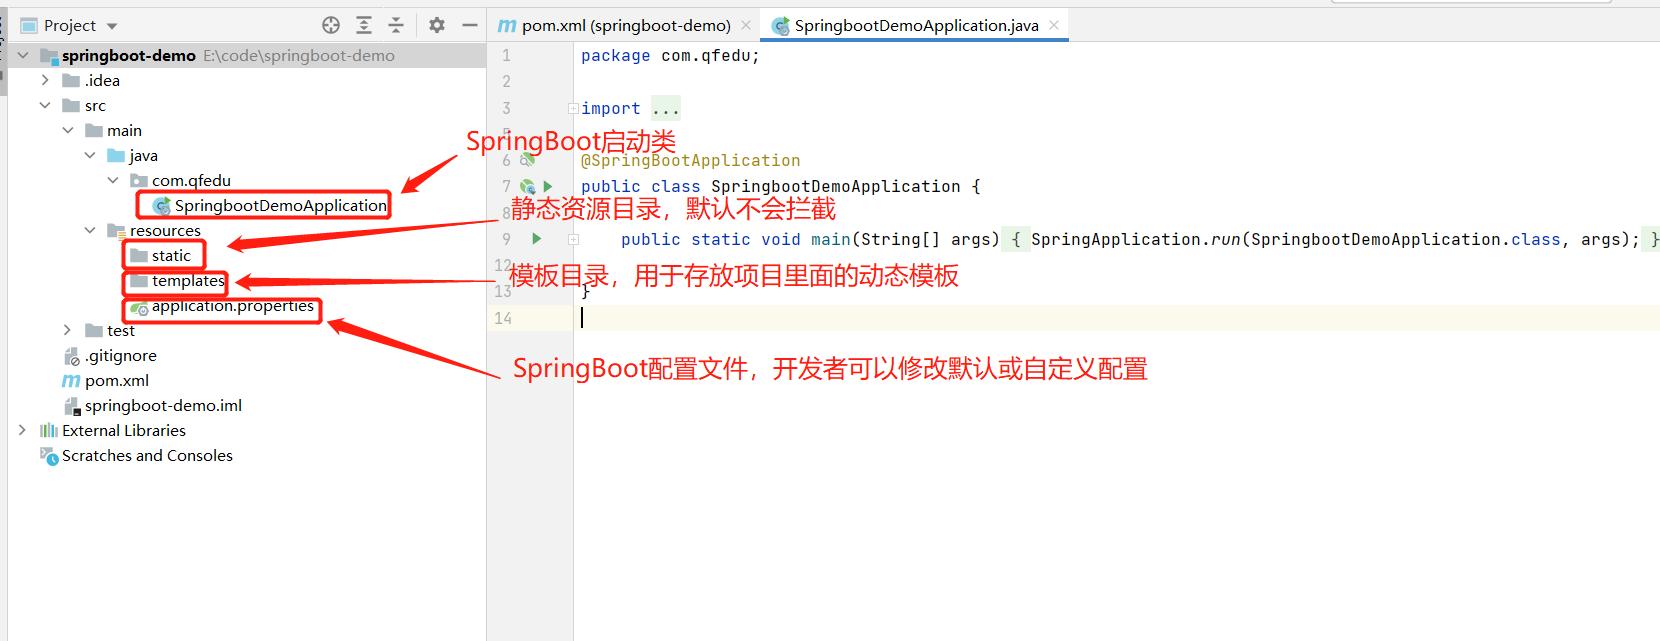 Project
pom.xml (springboot-demo)
SpringbootDemoApplication.java
springboot-demo E:\code\springboot-demo
.idea
src
main
java
com.qfedu
SpringbootDemoApplication
resources
static
templates
application.properties
test
.gitignore
pom.xml
springboot-demo.iml
External Libraries
Scratches and Consoles
1 package com.qfedu;
2
3 import ...
SpringBoot启动类
6 @SpringBootApplication
7 public class SpringbootDemoApplication {
8
静态资源目录，默认不会拦截
9 public static void main(String[] args) { SpringApplication.run(SpringbootDemoApplication.class, args); }
12
模板目录，用于存放项目里面的动态模板
13 }
14
SpringBoot配置文件，开发者可以修改默认或自定义配置